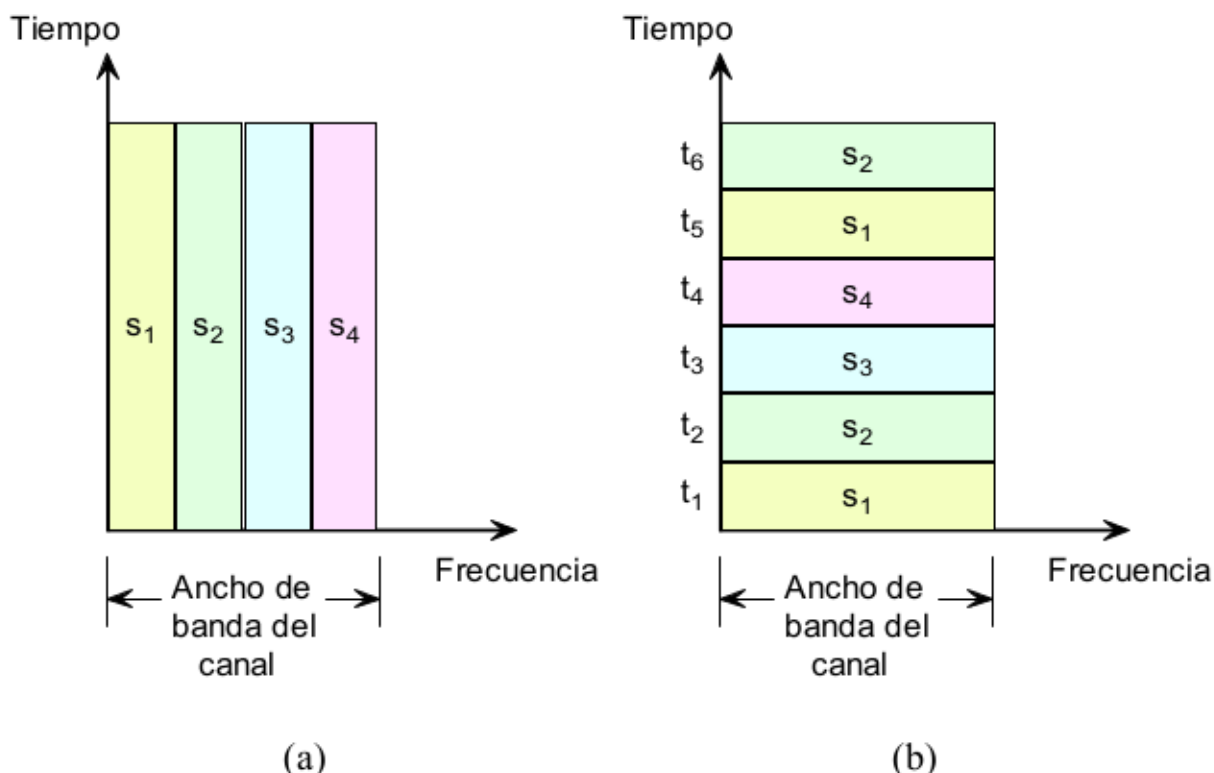 Tiempo
s1
s2
s3
s4
Frecuencia
Ancho de
banda del
canal
(a)
Tiempo
t6
s2
t5
s1
t4
s4
t3
s3
t2
s2
t1
s1
Frecuencia
Ancho de
banda del
canal
(b)